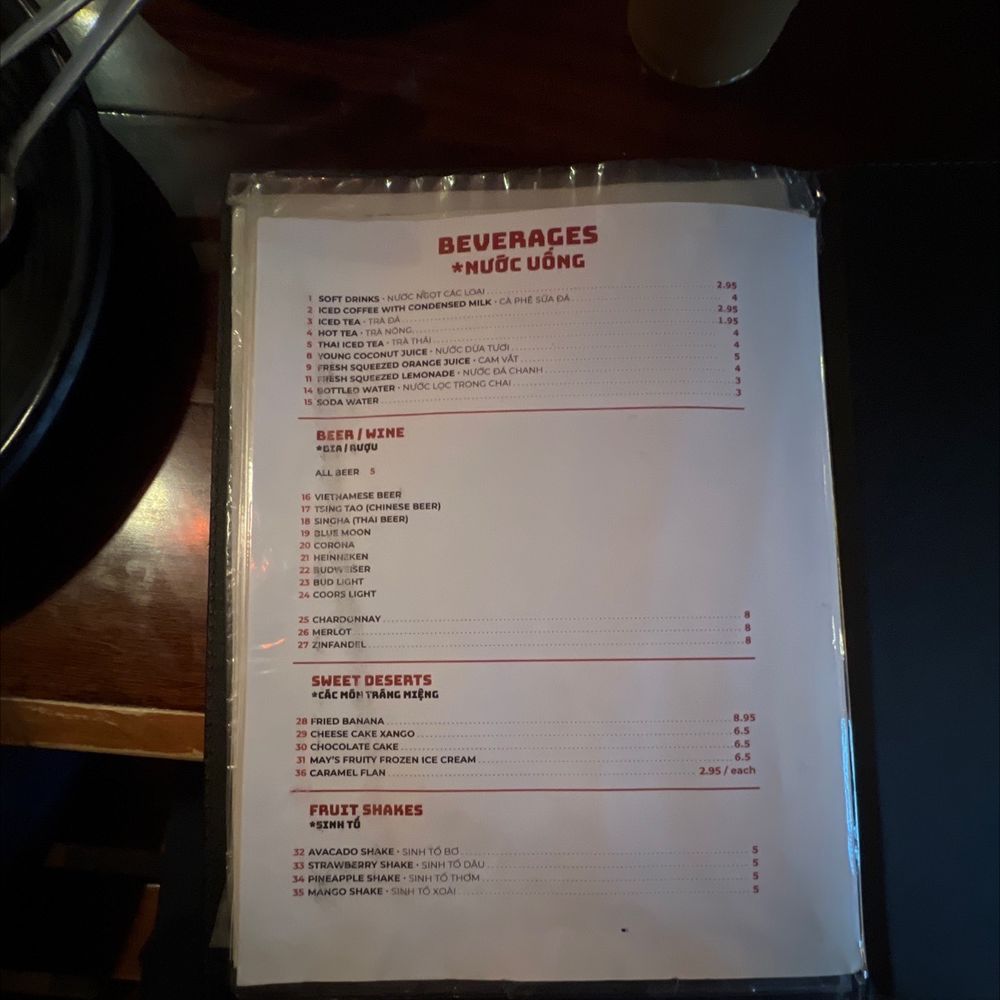 BEVERAGES
*NƯỚC UỐNG
1 SOFT DRINKS • NƯỚC NGỌT CÁC LOẠI 2.95
2 ICED COFFEE WITH CONDENSED MILK • CÀ PHÊ SỮA ĐÁ 4
3 ICED TEA • TRÀ ĐÁ 2.95
4 HOT TEA • TRÀ NÓNG 1.95
5 THAI ICED TEA • TRÀ THÁI 4
8 YOUNG COCONUT JUICE • NƯỚC DỪA TƯƠI 4
9 FRESH SQUEEZED ORANGE JUICE • CAM VẮT 5
11 FRESH SQUEEZED LEMONADE • NƯỚC ĐÁ CHANH 4
14 BOTTLED WATER • NƯỚC LỌC TRONG CHAI 3
15 SODA WATER 3
BEER / WINE
*BIA / RƯỢU
ALL BEER 5
16 VIETNAMESE BEER
17 TSING TAO (CHINESE BEER)
18 SINGHA (THAI BEER)
19 BLUE MOON
20 CORONA
21 HEINNEKEN
22 BUDWEISER
23 BUD LIGHT
24 COORS LIGHT
25 CHARDONNAY 8
26 MERLOT 8
27 ZINFANDEL 8
SWEET DESERTS
*CÁC MÓN TRÁNG MIỆNG
28 FRIED BANANA 8.95
29 CHEESE CAKE XANGO 6.5
30 CHOCOLATE CAKE 6.5
31 MAY'S FRUITY FROZEN ICE CREAM 6.5
36 CARAMEL FLAN 2.95 / each
FRUIT SHAKES
*SINH TỐ
32 AVACADO SHAKE • SINH TỐ BƠ 5
33 STRAWBERRY SHAKE • SINH TỐ DÂU 5
34 PINEAPPLE SHAKE • SINH TỐ THƠM 5
35 MANGO SHAKE • SINH TỐ XOÀI 5